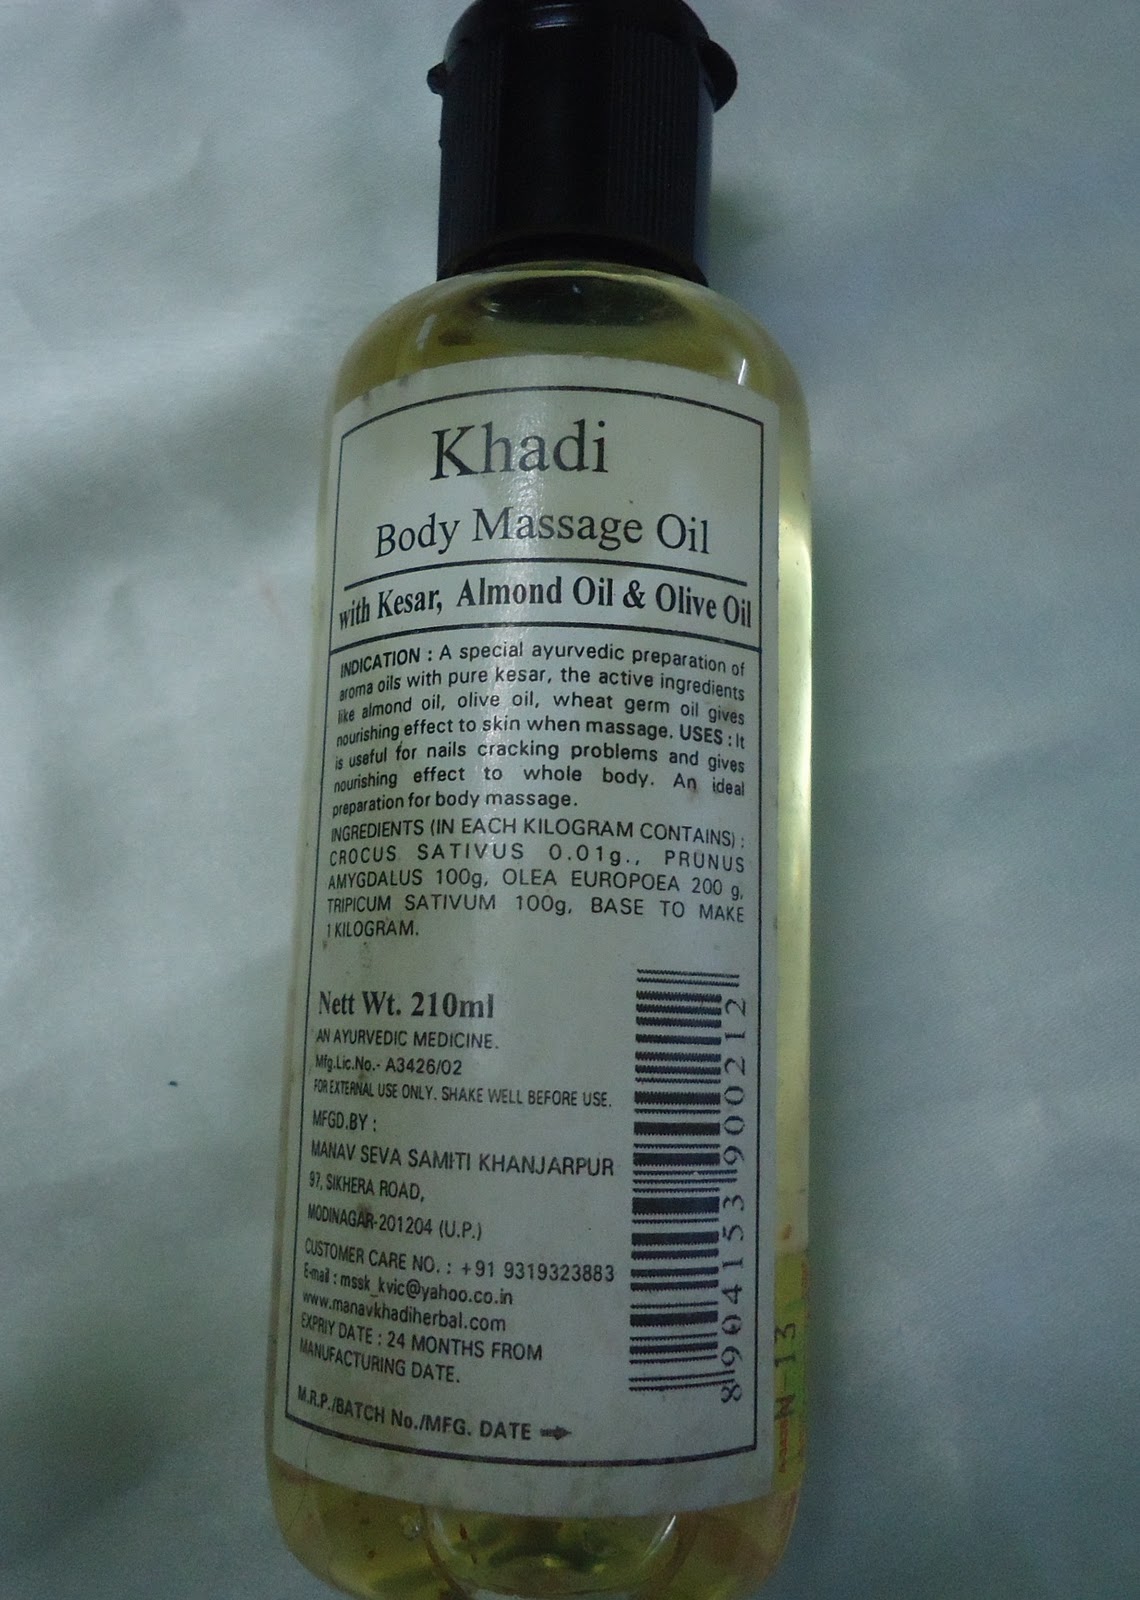 Khadi
Body Massage Oil
with Kesar, Almond Oil & Olive Oil
INDICATION : A special ayurvedic preparation of
aroma oils with pure kesar, the active ingredients
like almond oil, olive oil, wheat germ oil gives
nourishing effect to skin when massage. USES : It
is useful for nails cracking problems and gives
nourishing effect to whole body. An ideal
preparation for body massage.
INGREDIENTS (IN EACH KILOGRAM CONTAINS) :
CROCUS SATIVUS 0.01g., PRUNUS
AMYGDALUS 100g, OLEA EUROPOEA 200 g,
TRIPICUM SATIVUM 100g, BASE TO MAKE
1 KILOGRAM.
Nett Wt. 210ml
AN AYURVEDIC MEDICINE.
Mfg.Lic.No.- A3426/02
FOR EXTERNAL USE ONLY. SHAKE WELL BEFORE USE.
MFGD.BY :
MANAV SEVA SAMITI KHANJARPUR
97, SIKHERA ROAD,
MODINAGAR-201204 (U.P.)
CUSTOMER CARE NO. : +91 9319323883
E-mail : mssk_kvic@yahoo.co.in
www.manavkhadiherbal.com
EXPRIY DATE : 24 MONTHS FROM
MANUFACTURING DATE.
M.R.P./BATCH No./MFG. DATE
8904153900212
N-13